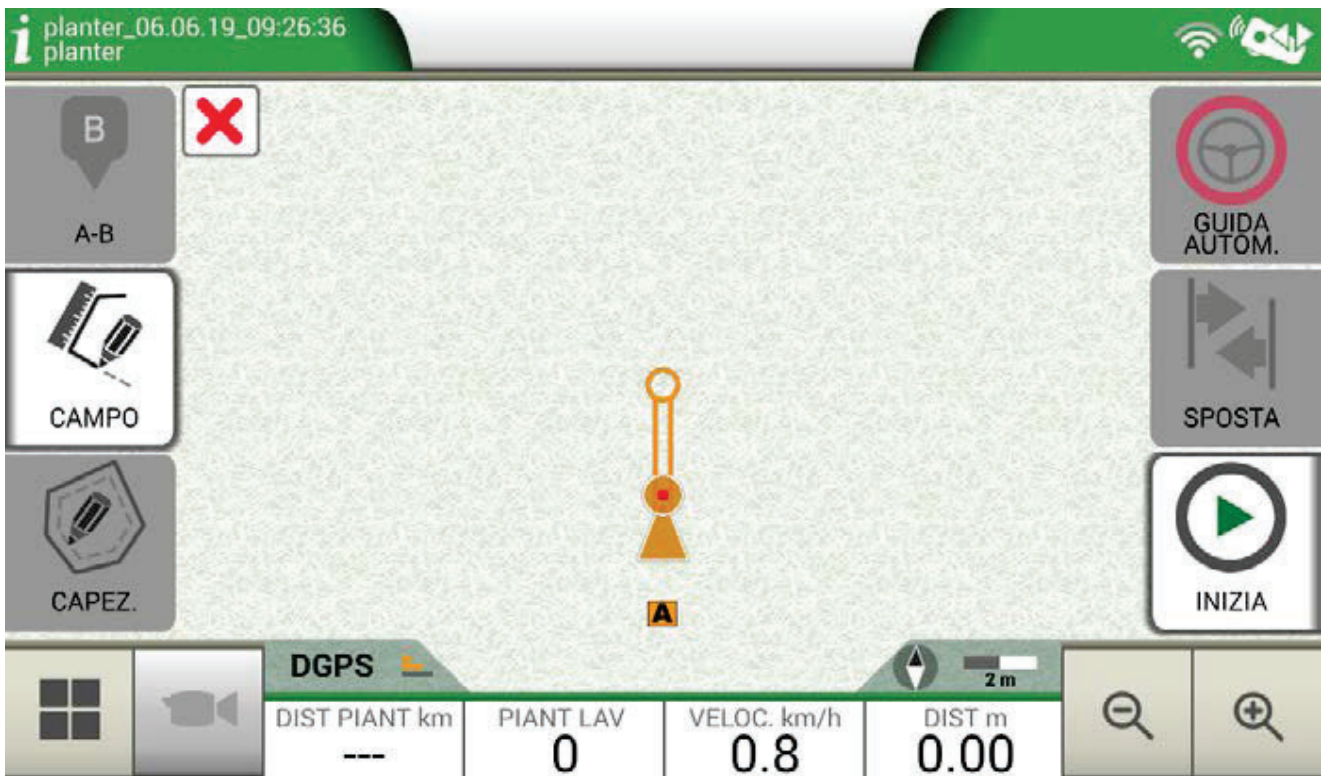 planter_06.06.19_09:26:36
planter
B
A-B
CAMPO
CAPEZ.
GUIDA
AUTOM.
SPOSTA
INIZIA
A
DGPS
2 m
DIST PIANT km
---
PIANT LAV
0
VELOC. km/h
0.8
DIST m
0.00